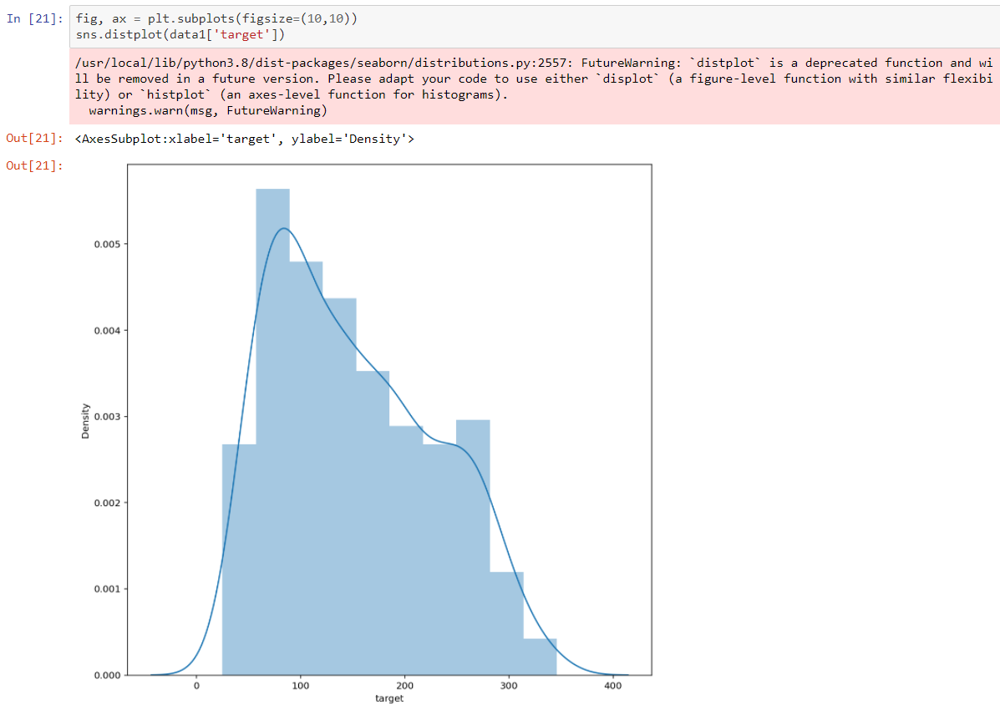 In [21]: fig, ax = plt.subplots(figsize=(10,10))
sns.distplot(data1['target'])
/usr/local/lib/python3.8/dist-packages/seaborn/distributions.py:2557: FutureWarning: `distplot` is a deprecated function and wi
ll be removed in a future version. Please adapt your code to use either `displot` (a figure-level function with similar flexibi
lity) or `histplot` (an axes-level function for histograms).
  warnings.warn(msg, FutureWarning)
Out[21]: <AxesSubplot:xlabel='target', ylabel='Density'>
Out[21]:
0.005
0.004
0.003
0.002
0.001
0.000
Density
0 100 200 300 400
target